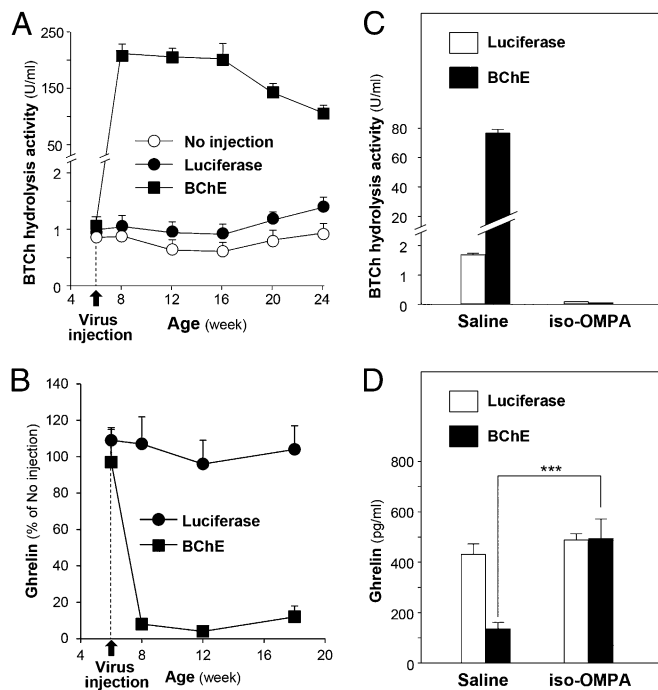 A
BTCh hydrolysis activity (U/ml)
250
150
50
2
1
0
No injection
Luciferase
BChE
4
8
12
16
20
24
Virus
injection
Age (week)
B
Ghrelin (% of No injection)
140
120
100
80
60
40
20
0
Luciferase
BChE
4
8
12
16
20
Virus
injection
Age (week)
C
BTCh hydrolysis activity (U/ml)
Luciferase
BChE
80
60
40
20
2
1
0
Saline
iso-OMPA
D
Ghrelin (pg/ml)
Luciferase
BChE
800
600
400
200
0
***
Saline
iso-OMPA